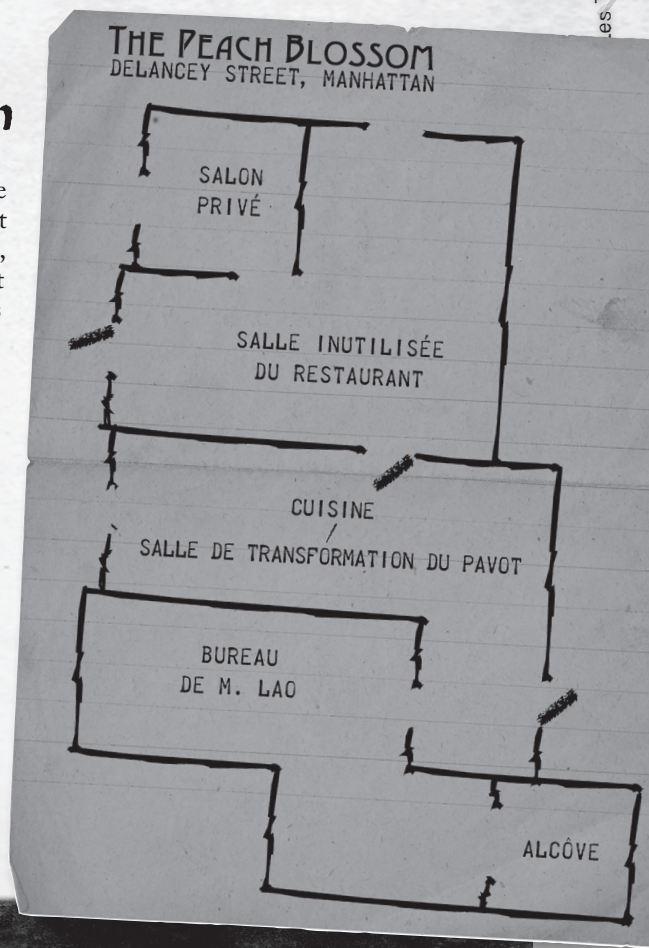 THE PEACH BLOSSOM
DELANCEY STREET, MANHATTAN
SALON
PRIVÉ
SALLE INUTILISÉE
DU RESTAURANT
CUISINE
/
SALLE DE TRANSFORMATION DU PAVOT
BUREAU
DE M. LAO
ALCÔVE